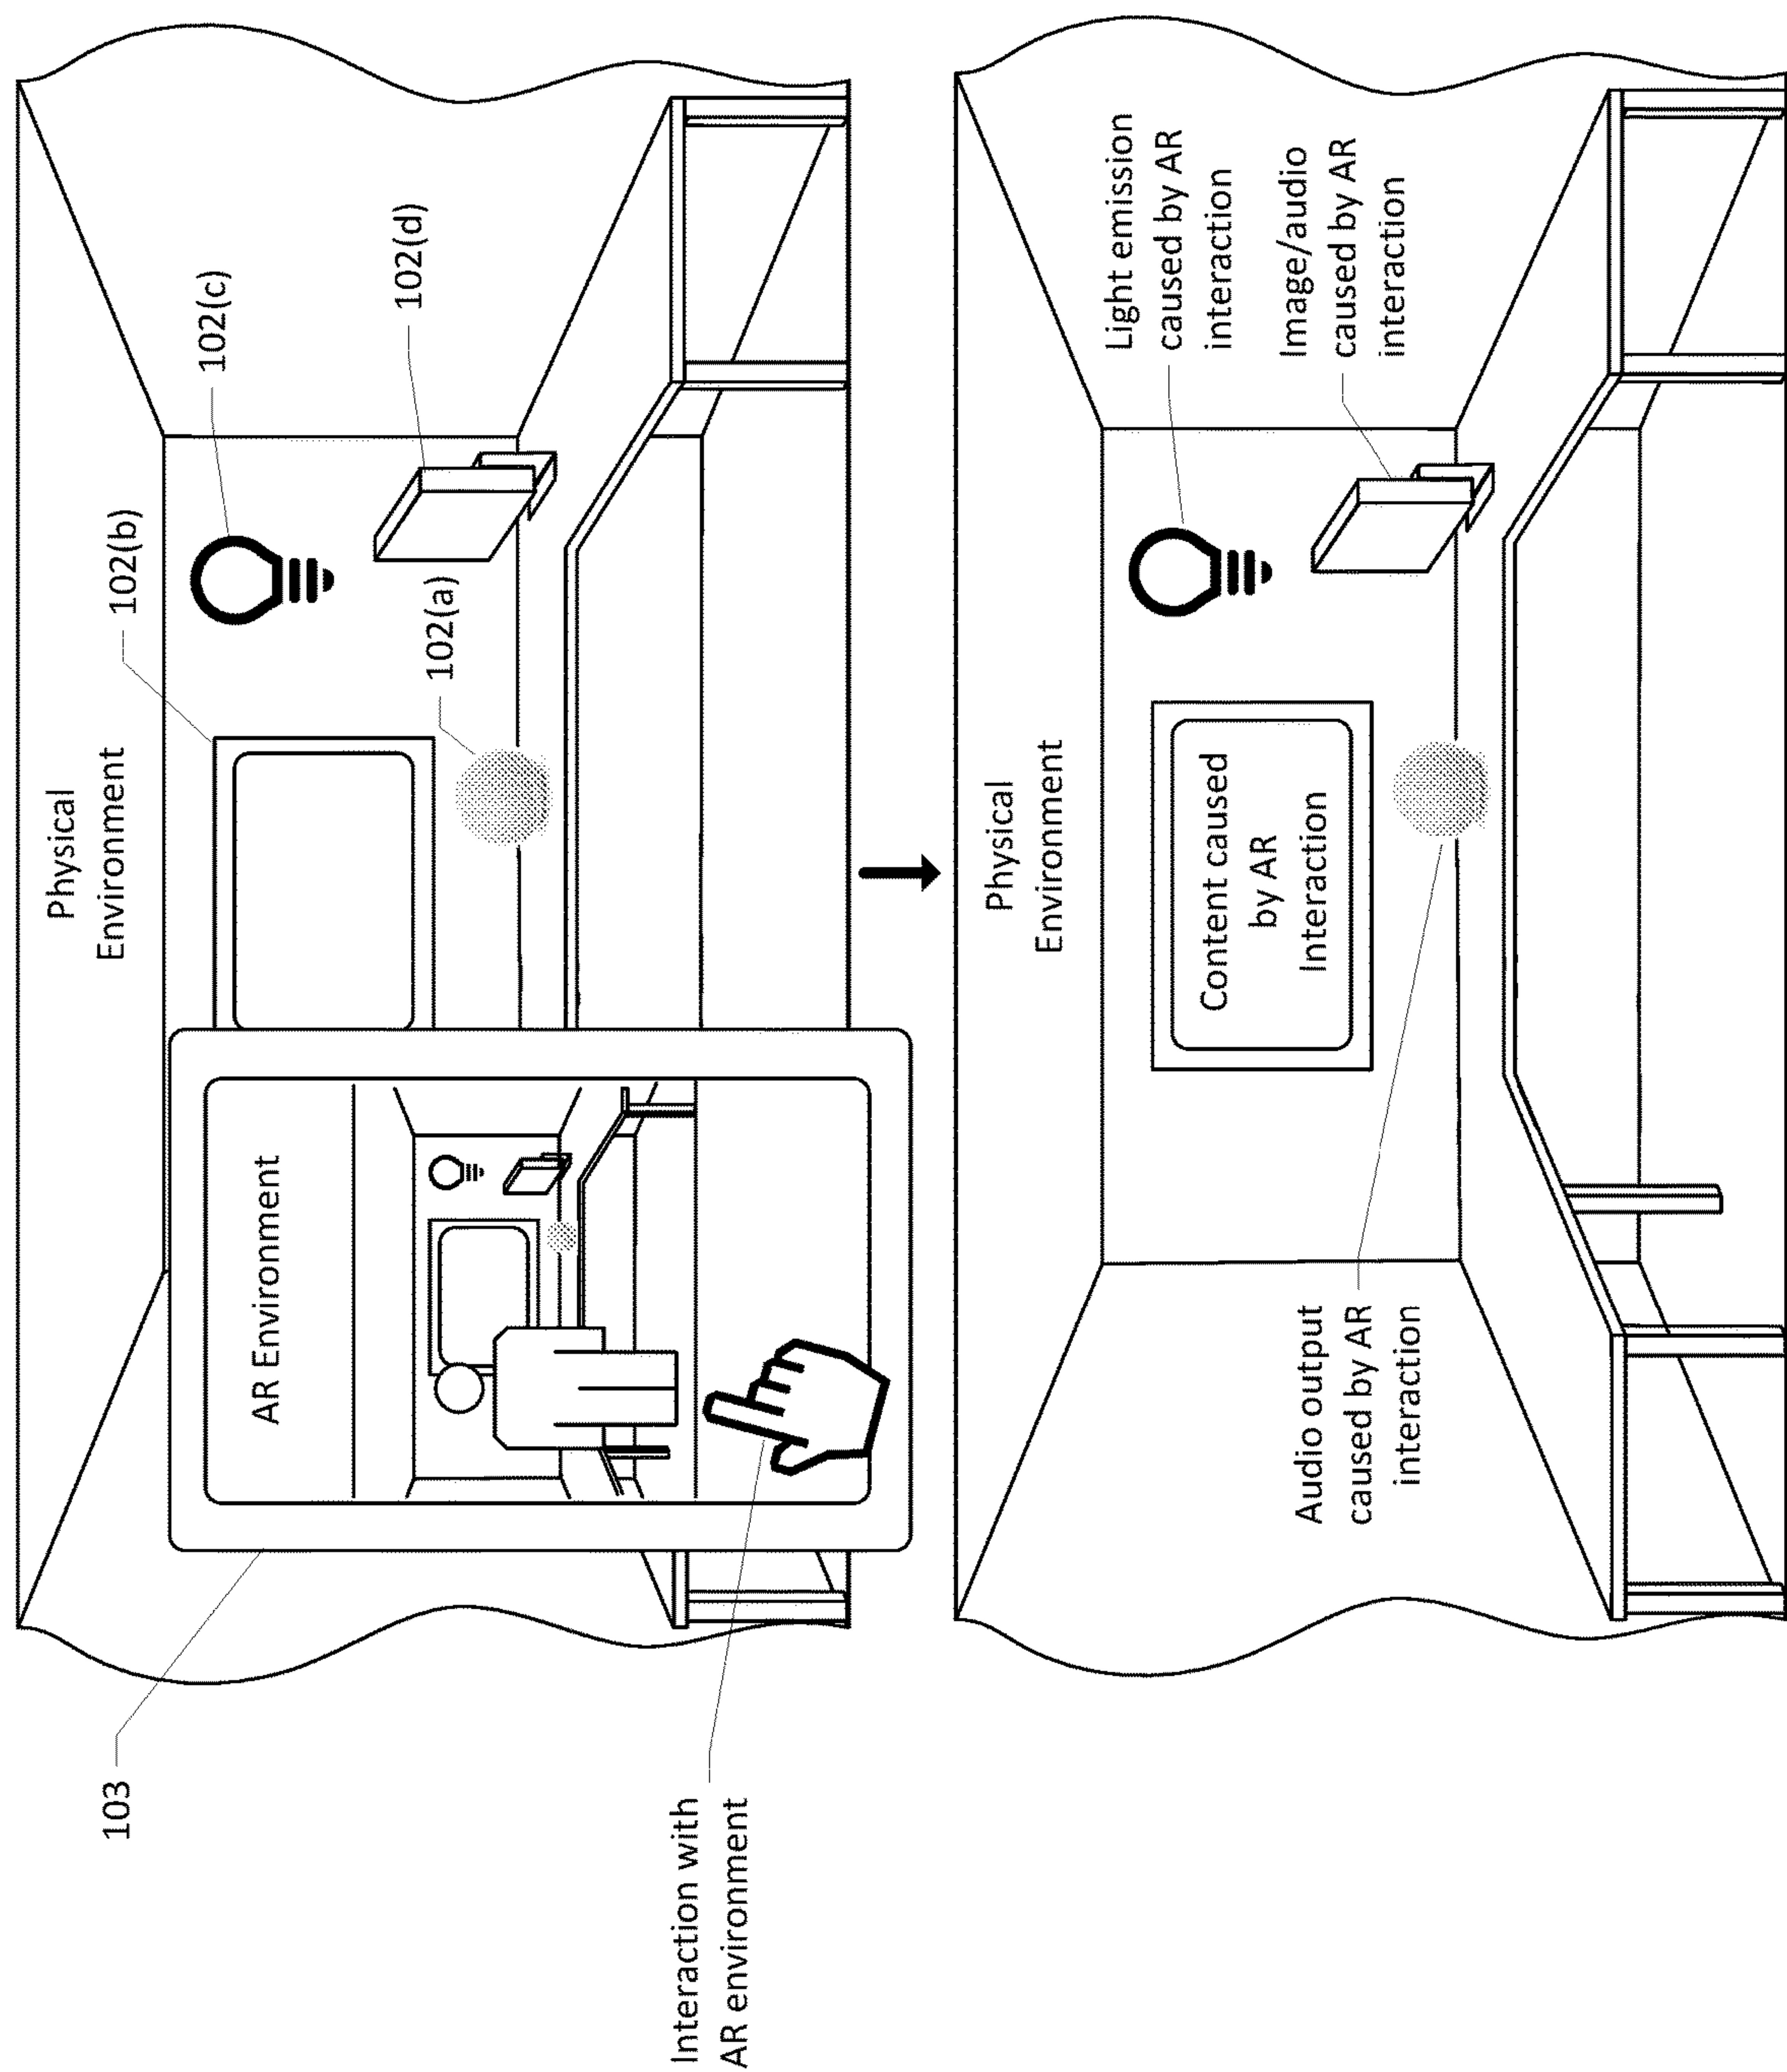 Physical
Environment
102(b)
102(c)
102(d)
102(a)
AR Environment
103
Interaction with
AR environment
Physical
Environment
Content caused
by AR
Interaction
Light emission
caused by AR
interaction
Image/audio
caused by AR
interaction
Audio output
caused by AR
interaction